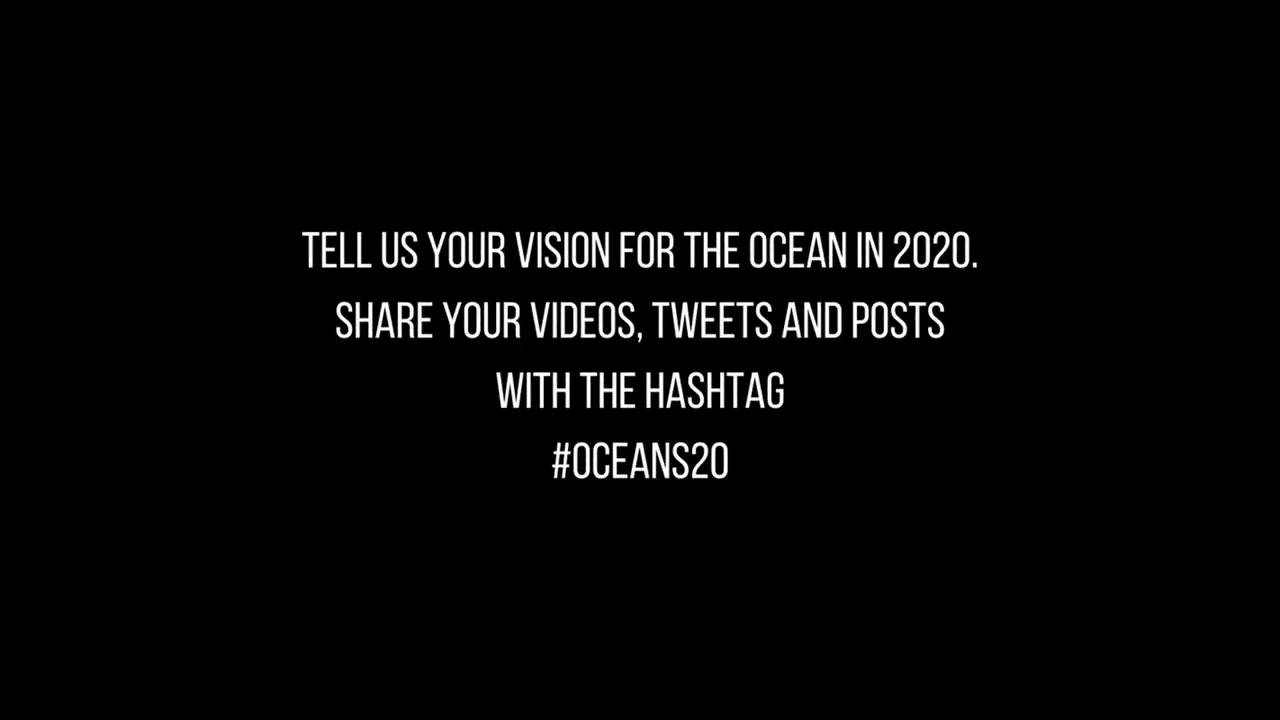 TELL US YOUR VISION FOR THE OCEAN IN 2020.
SHARE YOUR VIDEOS, TWEETS AND POSTS
WITH THE HASHTAG
#OCEANS20